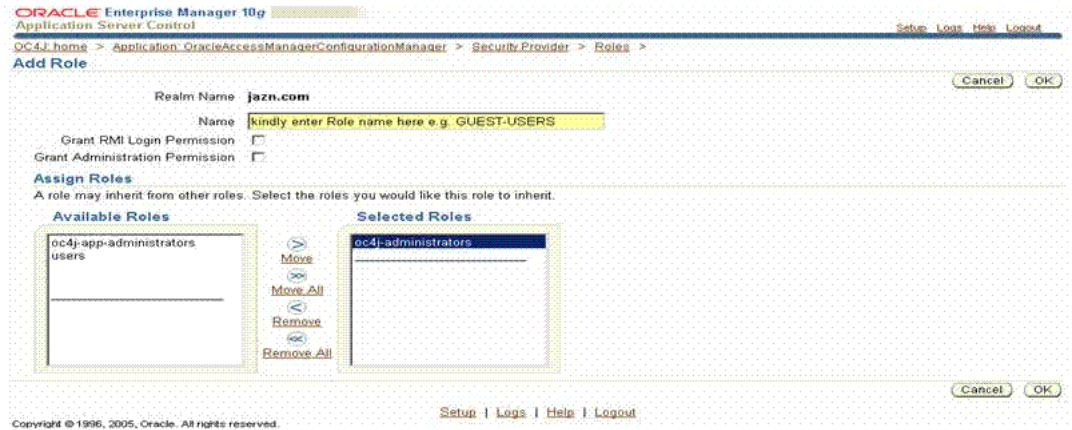 ORACLE Enterprise Manager 10g
Application Server Control
Setup Logs Help Logout
OC4J: home > Application: OracleAccessManagerConfigurationManager > Security Provider > Roles >
Add Role
Cancel OK
Realm Name jazn.com
Name kindly enter Role name here e.g. GUEST-USERS
Grant RMI Login Permission
Grant Administration Permission
Assign Roles
A role may inherit from other roles. Select the roles you would like this role to inherit.
Available Roles
Selected Roles
oc4j-app-administrators
users
Move
Move All
Remove
Remove All
oc4j-administrators
Cancel OK
Setup | Logs | Help | Logout
Copyright © 1996, 2005, Oracle. All rights reserved.